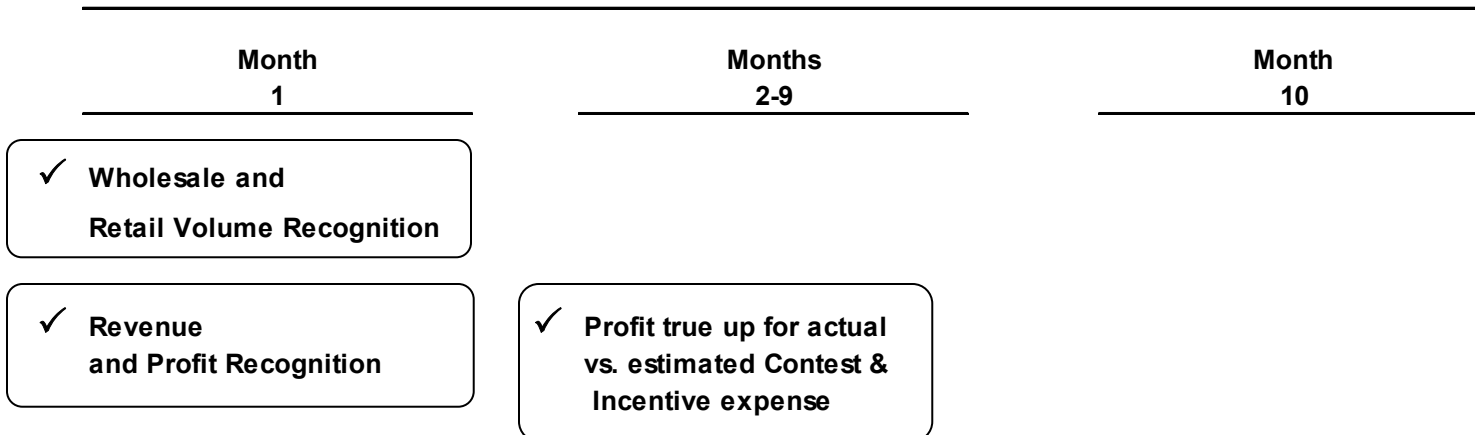 Month
1
Months
2-9
Month
10
✓ Wholesale and
Retail Volume Recognition
✓ Revenue
and Profit Recognition
✓ Profit true up for actual
vs. estimated Contest &
Incentive expense